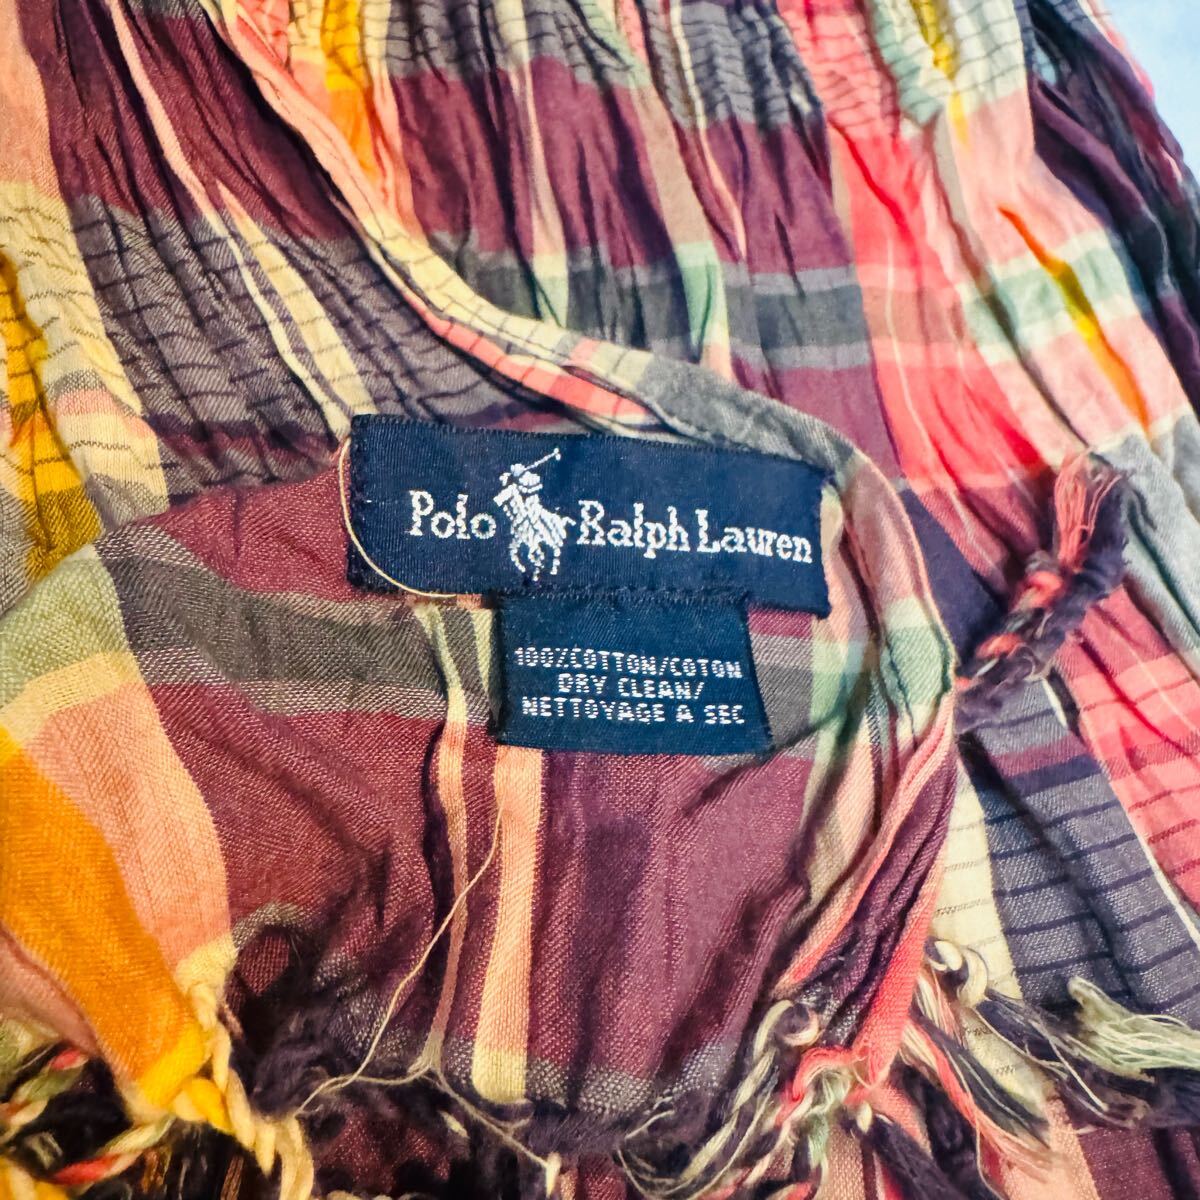 Polo Ralph Lauren
100%COTTON/COTON
DRY CLEAN/
NETTOYAGE A SEC